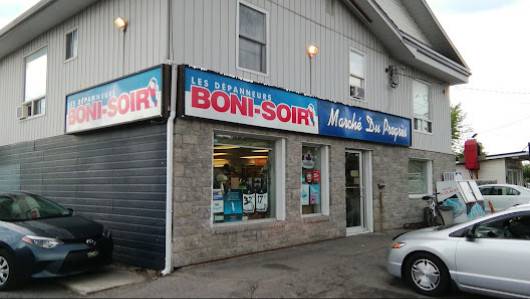 LES DÉPANNEURS
BONI-SOIR
LES DÉPANNEURS
BONI-SOIR
Marché Du Progrès